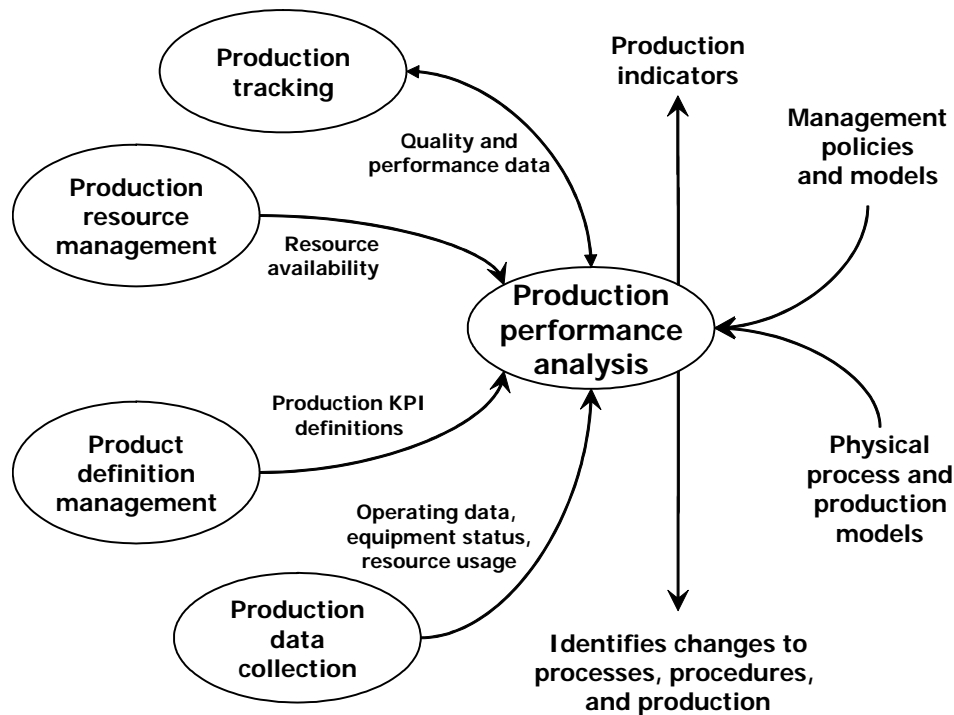 Production
tracking
Production
indicators
Quality and
performance data
Management
policies
and models
Production
resource
management
Resource
availability
Production
performance
analysis
Production KPI
definitions
Product
definition
management
Physical
process and
production
models
Operating data,
equipment status,
resource usage
Production
data
collection
Identifies changes to
processes, procedures,
and production